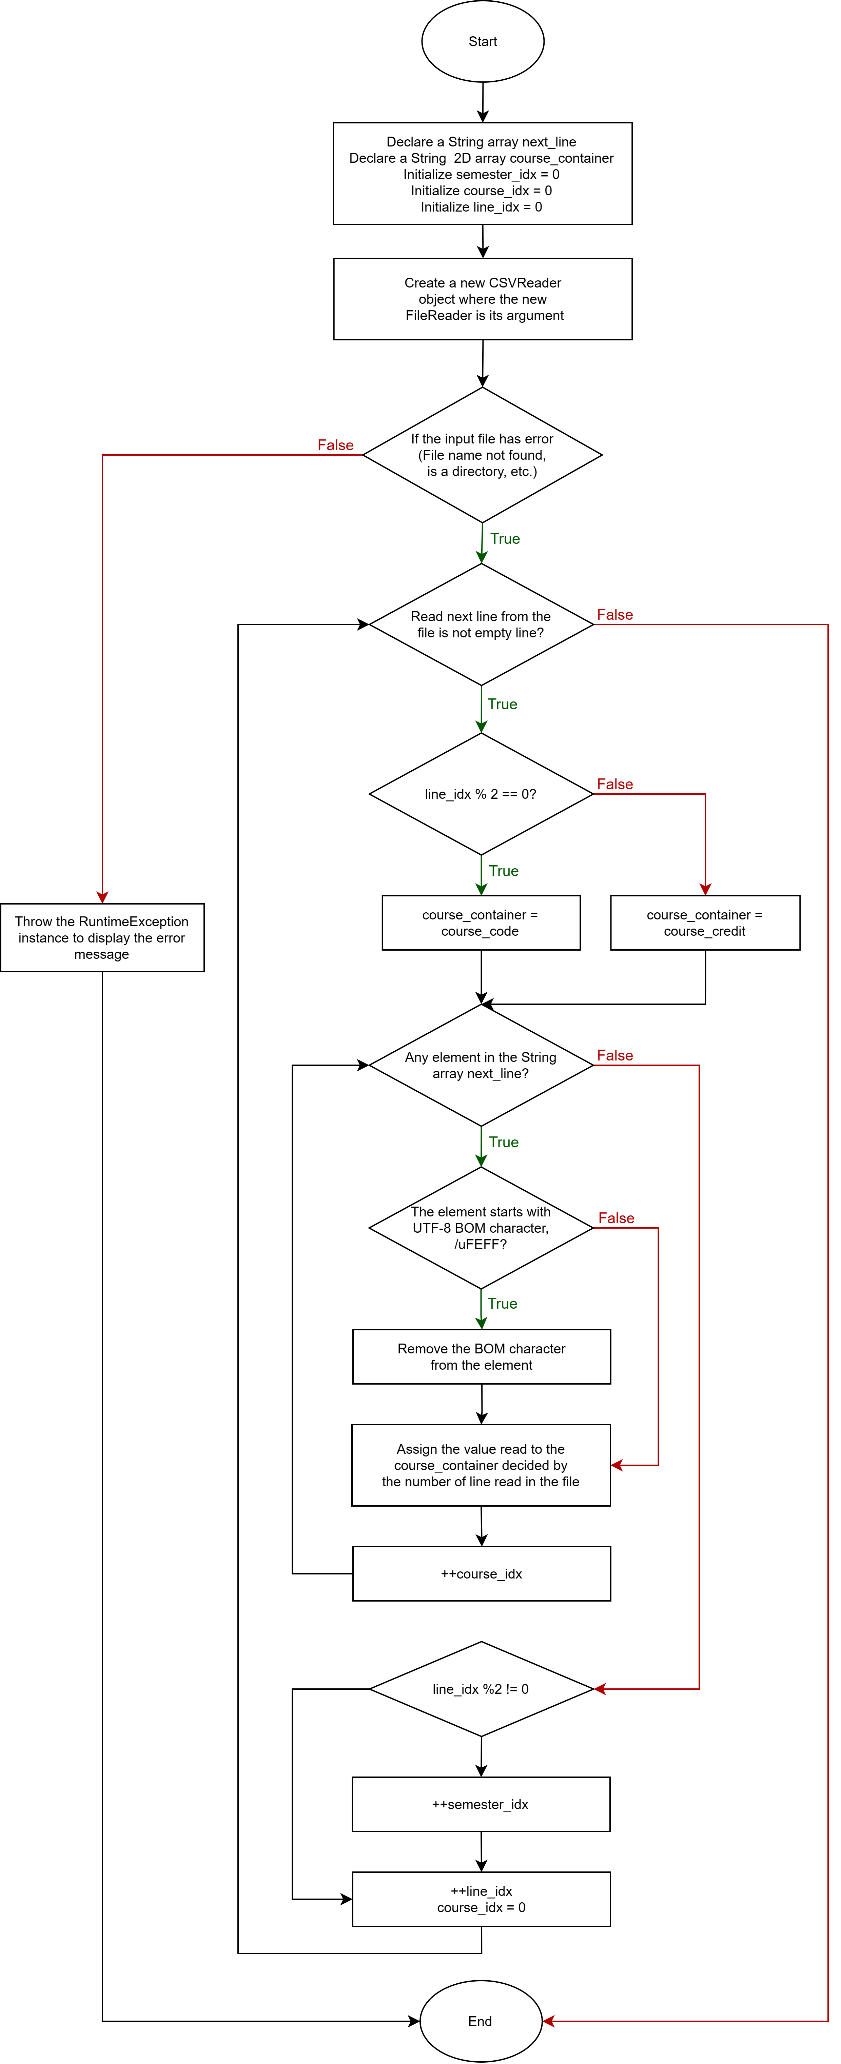 Start
Declare a String array next_line
Declare a String 2D array course_container
Initialize semester_idx = 0
Initialize course_idx = 0
Initialize line_idx = 0
Create a new CSVReader
object where the new
FileReader is its argument
If the input file has error
(File name not found,
is a directory, etc.)
False
True
Read next line from the
file is not empty line?
False
True
line_idx % 2 == 0?
False
True
Throw the RuntimeException
instance to display the error
message
course_container =
course_code
course_container =
course_credit
Any element in the String
array next_line?
False
True
The element starts with
UTF-8 BOM character,
/uFEFF?
False
True
Remove the BOM character
from the element
Assign the value read to the
course_container decided by
the number of line read in the file
++course_idx
line_idx %2 != 0
++semester_idx
++line_idx
course_idx = 0
End